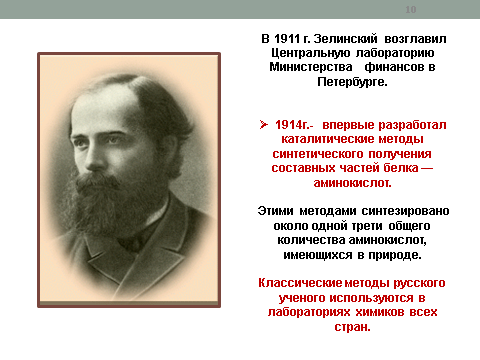 10
В 1911 г. Зелинский возглавил
Центральную лабораторию
Министерства финансов в
Петербурге.
➢ 1914г.- впервые разработал
каталитические методы
синтетического получения
составных частей белка —
аминокислот.
Этими методами синтезировано
около одной трети общего
количества аминокислот,
имеющихся в природе.
Классические методы русского
ученого используются в
лабораториях химиков всех
стран.